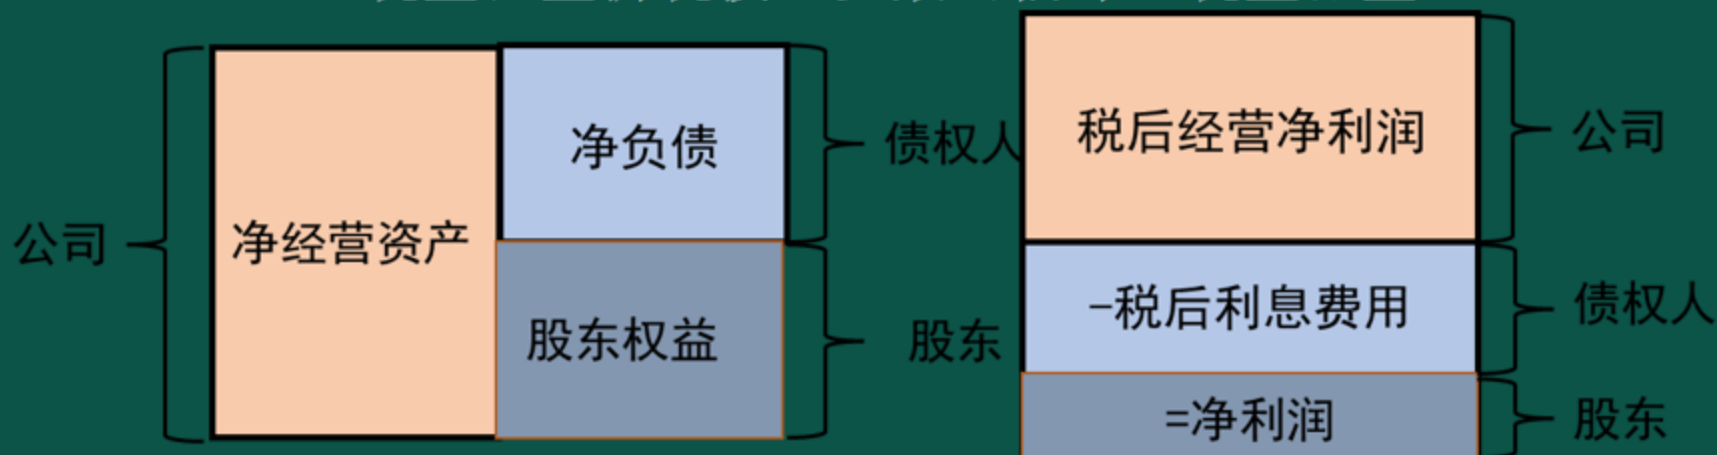 公司
净经营资产
净负债
股东权益
债权人
股东
税后经营净利润
-税后利息费用
=净利润
公司
债权人
股东